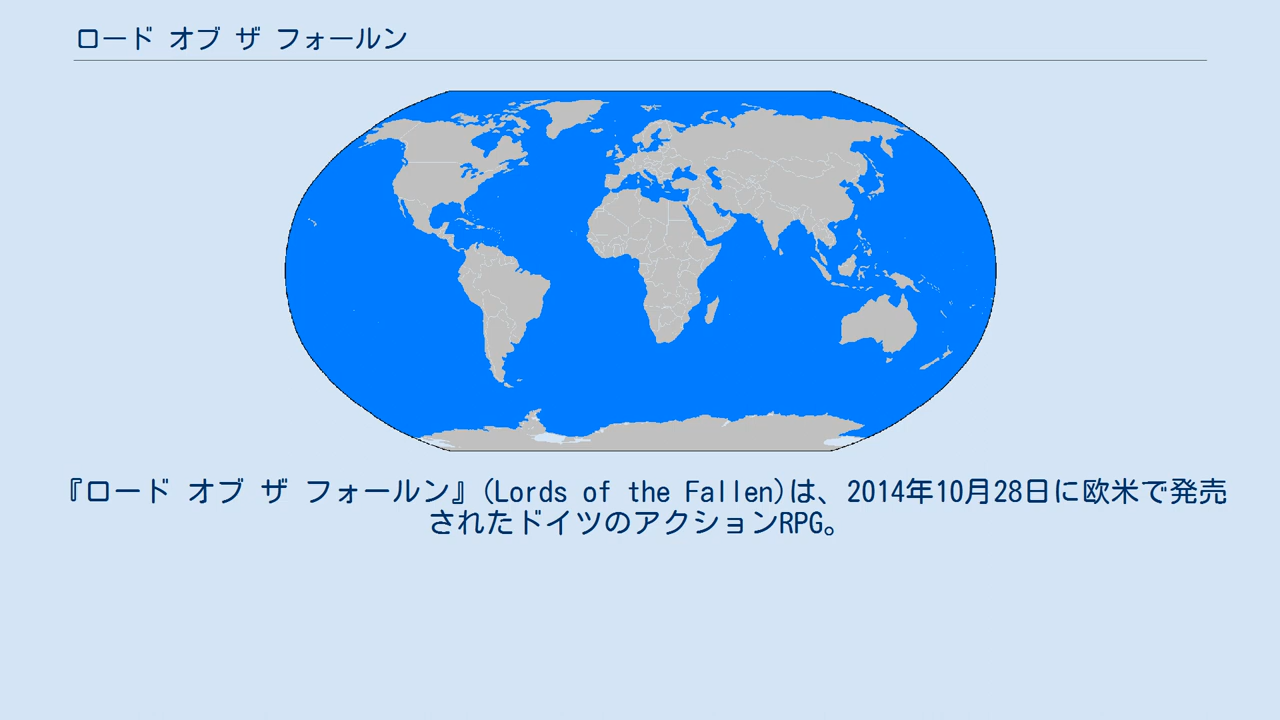 ロード オブ ザ フォールン
『ロード オブ ザ フォールン』(Lords of the Fallen)は、2014年10月28日に欧米で発売
されたドイツのアクションRPG。